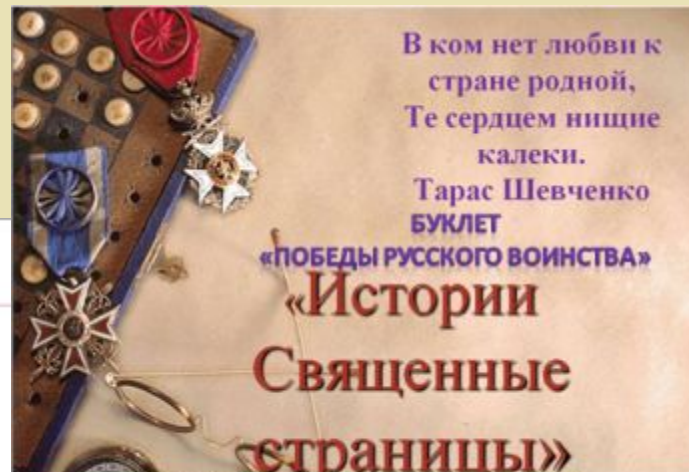 В ком нет любви к
стране родной,
Те сердцем нищие
калеки.
Тарас Шевченко
БУКЛЕТ
«ПОБЕДЫ РУССКОГО ВОИНСТВА»
«Истории
Священные
страницы»